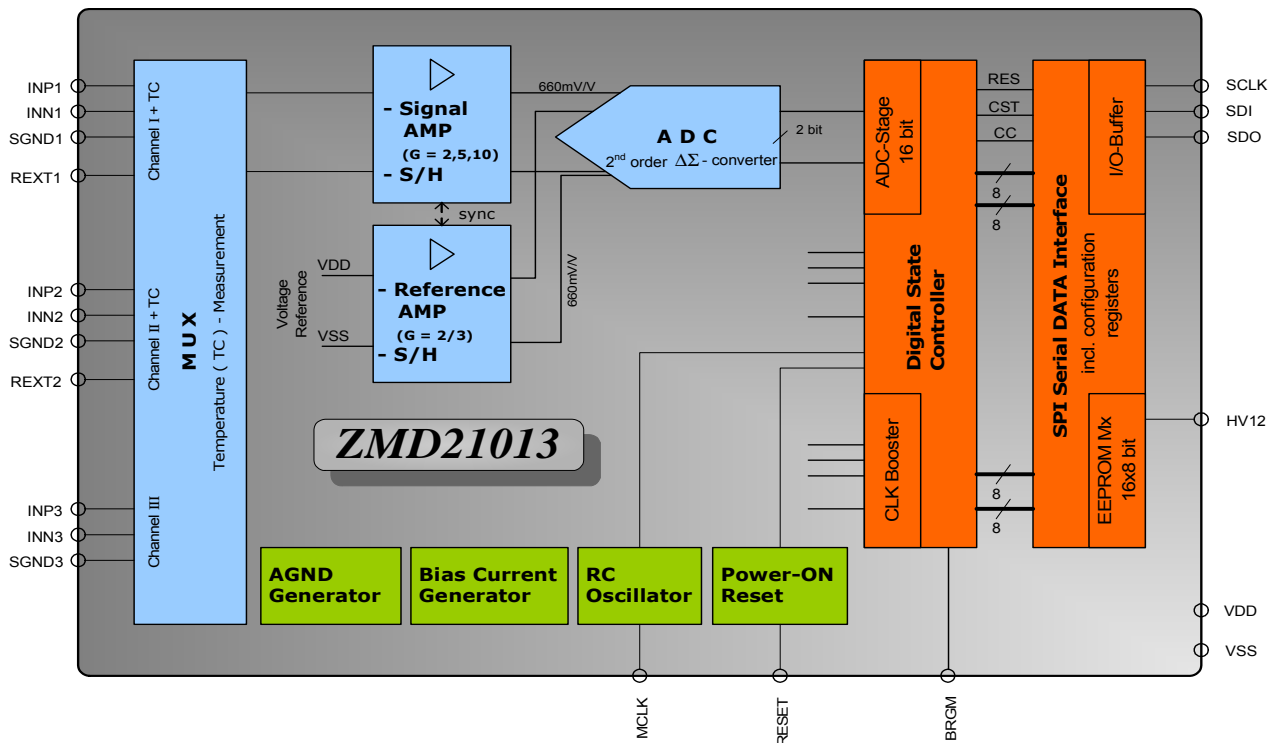 INP1
INN1
SGND1
REXT1
INP2
INN2
SGND2
REXT2
INP3
INN3
SGND3
Channel I + TC
Channel II + TC
Channel III
MUX
Temperature ( TC ) - Measurement
- Signal
AMP
(G = 2,5,10)
- S/H
sync
Voltage
Reference
VDD
VSS
- Reference
AMP
(G = 2/3)
- S/H
660mV/V
660mV/V
ADC
2nd order ΔΣ - converter
2 bit
ZMD21013
AGND
Generator
Bias Current
Generator
RC
Oscillator
Power-ON
Reset
ADC-Stage
16 bit
Digital State
Controller
CLK Booster
RES
CST
CC
8
8
8
8
SPI Serial DATA Interface
incl. configuration
registers
I/O-Buffer
EEPROM Mx
16x8 bit
SCLK
SDI
SDO
HV12
VDD
VSS
MCLK
RESET
BRGM